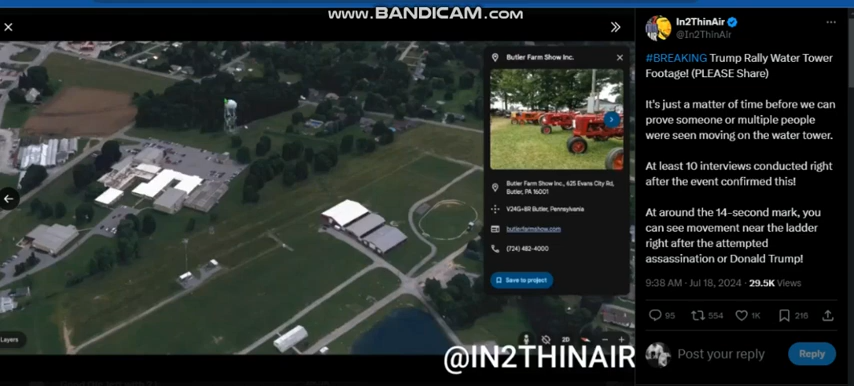 www.BANDICAM.com
Butler Farm Show Inc.
Butler Farm Show Inc., 625 Evans City Rd,
Butler, PA 16001
V24G+8R Butler, Pennsylvania
butlerfarmshow.com
(724) 482-4000
Save to project
Layers
2D
@IN2THINAIR
In2ThinAir
@In2ThinAir
#BREAKING Trump Rally Water Tower
Footage! (PLEASE Share)
It's just a matter of time before we can
prove someone or multiple people
were seen moving on the water tower.
At least 10 interviews conducted right
after the event confirmed this!
At around the 14-second mark, you
can see movement near the ladder
right after the attempted
assassination or Donald Trump!
9:38 AM · Jul 18, 2024 · 29.5K Views
95 554 1K 216
Post your reply
Reply